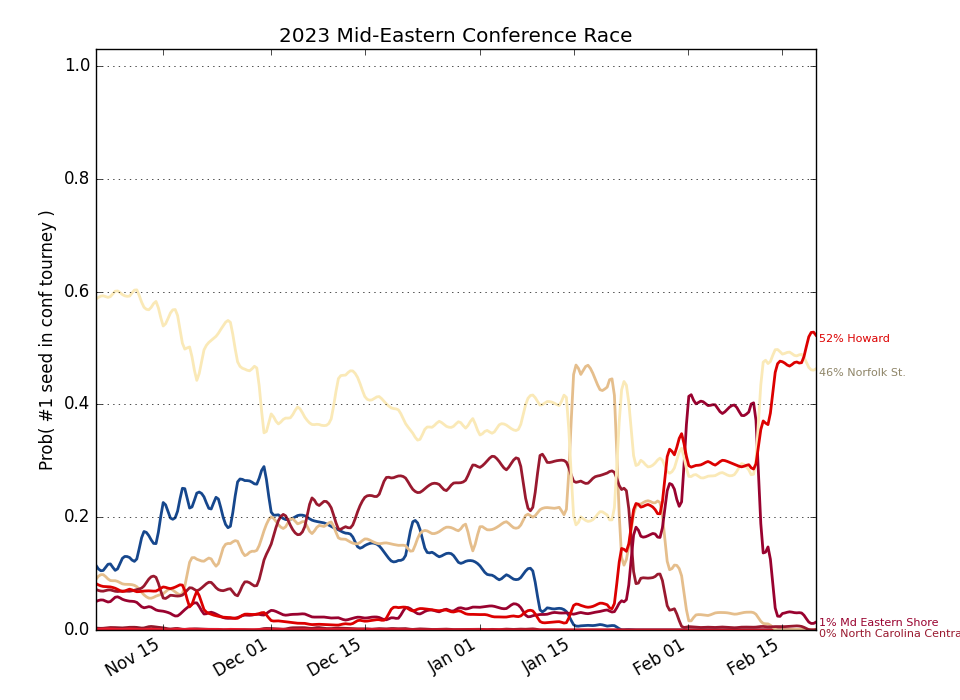 2023 Mid-Eastern Conference Race
Prob( #1 seed in conf tourney )
1.0
0.8
0.6
0.4
0.2
0.0
52% Howard
46% Norfolk St.
1% Md Eastern Shore
0% North Carolina Centra
Nov 15
Dec 01
Dec 15
Jan 01
Jan 15
Feb 01
Feb 15